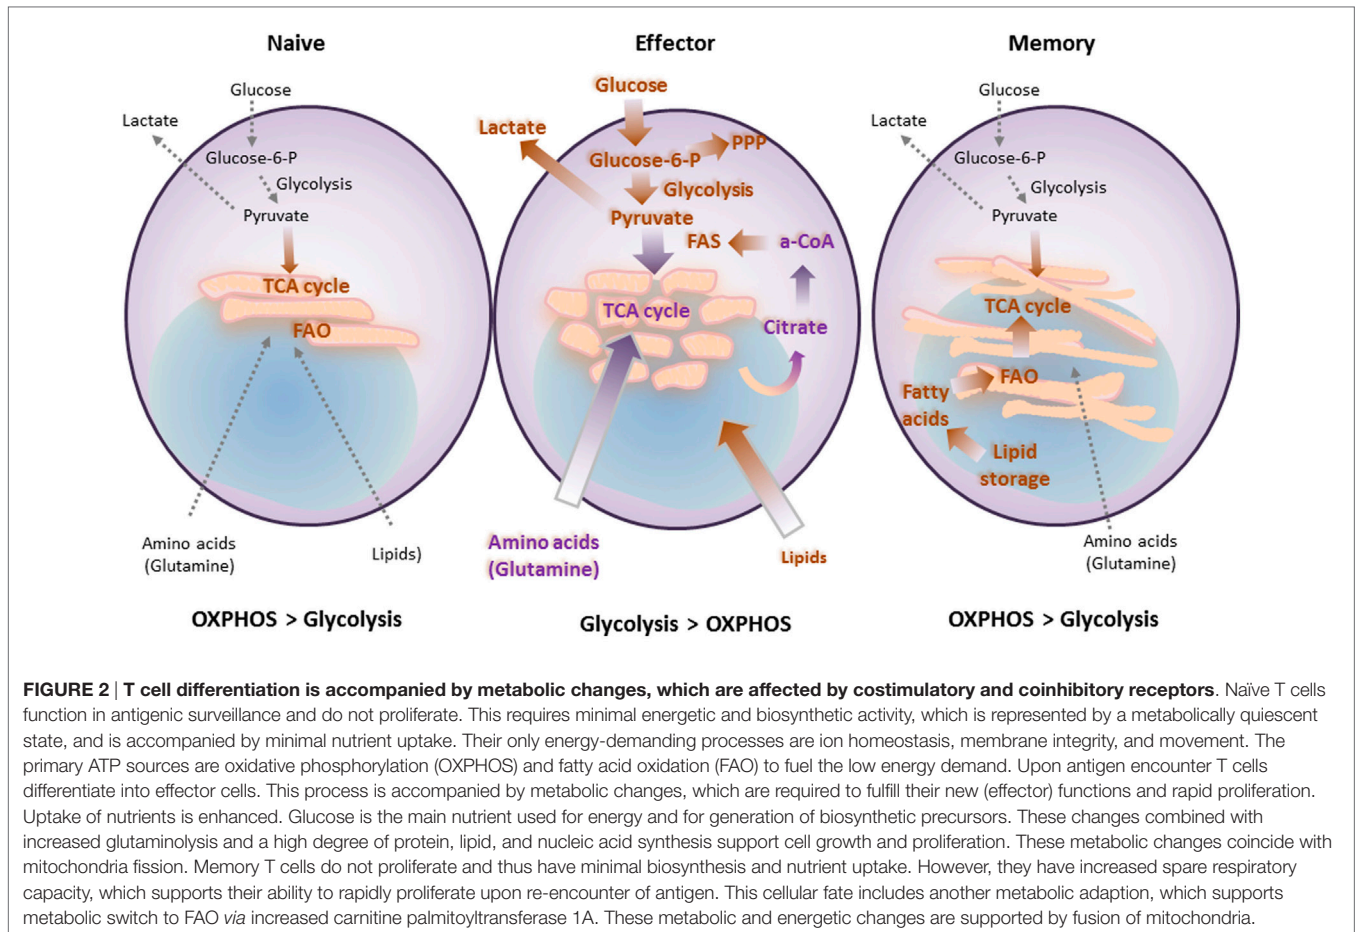 Naive
Glucose
Lactate
Glucose-6-P
Glycolysis
Pyruvate
TCA cycle
FAO
Amino acids
(Glutamine)
Lipids)
OXPHOS > Glycolysis
Effector
Glucose
Lactate
PPP
Glucose-6-P
Glycolysis
Pyruvate
FAS
a-CoA
TCA cycle
Citrate
Amino acids
(Glutamine)
Lipids
Glycolysis > OXPHOS
Memory
Glucose
Lactate
Glucose-6-P
Glycolysis
Pyruvate
TCA cycle
FAO
Fatty
acids
Lipid
storage
Amino acids
(Glutamine)
OXPHOS > Glycolysis
FIGURE 2 | T cell differentiation is accompanied by metabolic changes, which are affected by costimulatory and coinhibitory receptors. Naïve T cells
function in antigenic surveillance and do not proliferate. This requires minimal energetic and biosynthetic activity, which is represented by a metabolically quiescent
state, and is accompanied by minimal nutrient uptake. Their only energy-demanding processes are ion homeostasis, membrane integrity, and movement. The
primary ATP sources are oxidative phosphorylation (OXPHOS) and fatty acid oxidation (FAO) to fuel the low energy demand. Upon antigen encounter T cells
differentiate into effector cells. This process is accompanied by metabolic changes, which are required to fulfill their new (effector) functions and rapid proliferation.
Uptake of nutrients is enhanced. Glucose is the main nutrient used for energy and for generation of biosynthetic precursors. These changes combined with
increased glutaminolysis and a high degree of protein, lipid, and nucleic acid synthesis support cell growth and proliferation. These metabolic changes coincide with
mitochondria fission. Memory T cells do not proliferate and thus have minimal biosynthesis and nutrient uptake. However, they have increased spare respiratory
capacity, which supports their ability to rapidly proliferate upon re-encounter of antigen. This cellular fate includes another metabolic adaption, which supports
metabolic switch to FAO via increased carnitine palmitoyltransferase 1A. These metabolic and energetic changes are supported by fusion of mitochondria.